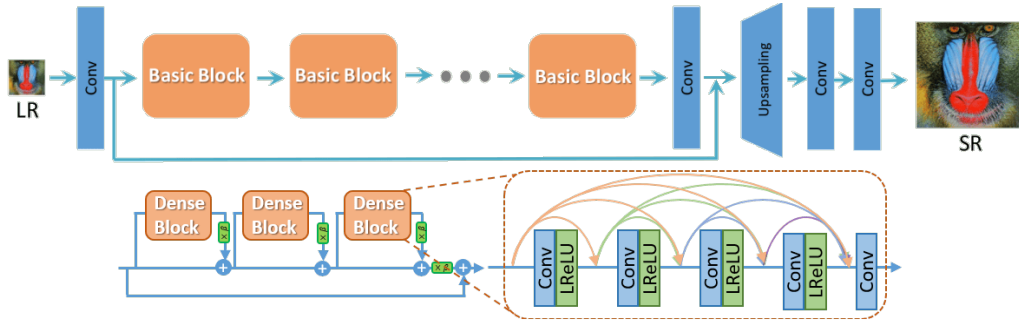 LR
Conv
Basic Block
Basic Block
Basic Block
Conv
Upsampling
Conv
Conv
SR
Dense
Block
× β
Dense
Block
× β
Dense
Block
× β
× β
+
+
+
+
Conv
LReLU
Conv
LReLU
Conv
LReLU
Conv
LReLU
Conv